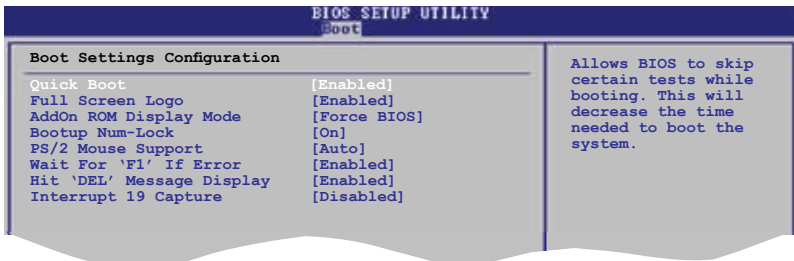 BIOS SETUP UTILITY
Boot
Boot Settings Configuration
Quick Boot [Enabled]
Full Screen Logo [Enabled]
AddOn ROM Display Mode [Force BIOS]
Bootup Num-Lock [On]
PS/2 Mouse Support [Auto]
Wait For ‘F1’ If Error [Enabled]
Hit ‘DEL’ Message Display [Enabled]
Interrupt 19 Capture [Disabled]
Allows BIOS to skip
certain tests while
booting. This will
decrease the time
needed to boot the
system.